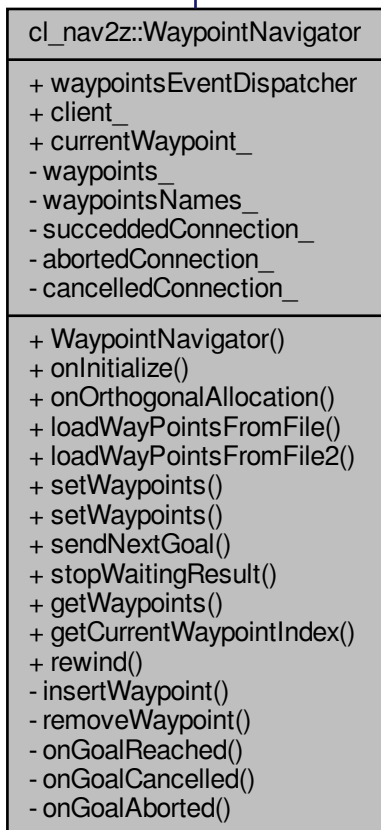 cl_nav2z::WaypointNavigator
+ waypointsEventDispatcher
+ client_
+ currentWaypoint_
- waypoints_
- waypointsNames_
- succeddedConnection_
- abortedConnection_
- cancelledConnection_
+ WaypointNavigator()
+ onInitialize()
+ onOrthogonalAllocation()
+ loadWayPointsFromFile()
+ loadWayPointsFromFile2()
+ setWaypoints()
+ setWaypoints()
+ sendNextGoal()
+ stopWaitingResult()
+ getWaypoints()
+ getCurrentWaypointIndex()
+ rewind()
- insertWaypoint()
- removeWaypoint()
- onGoalReached()
- onGoalCancelled()
- onGoalAborted()